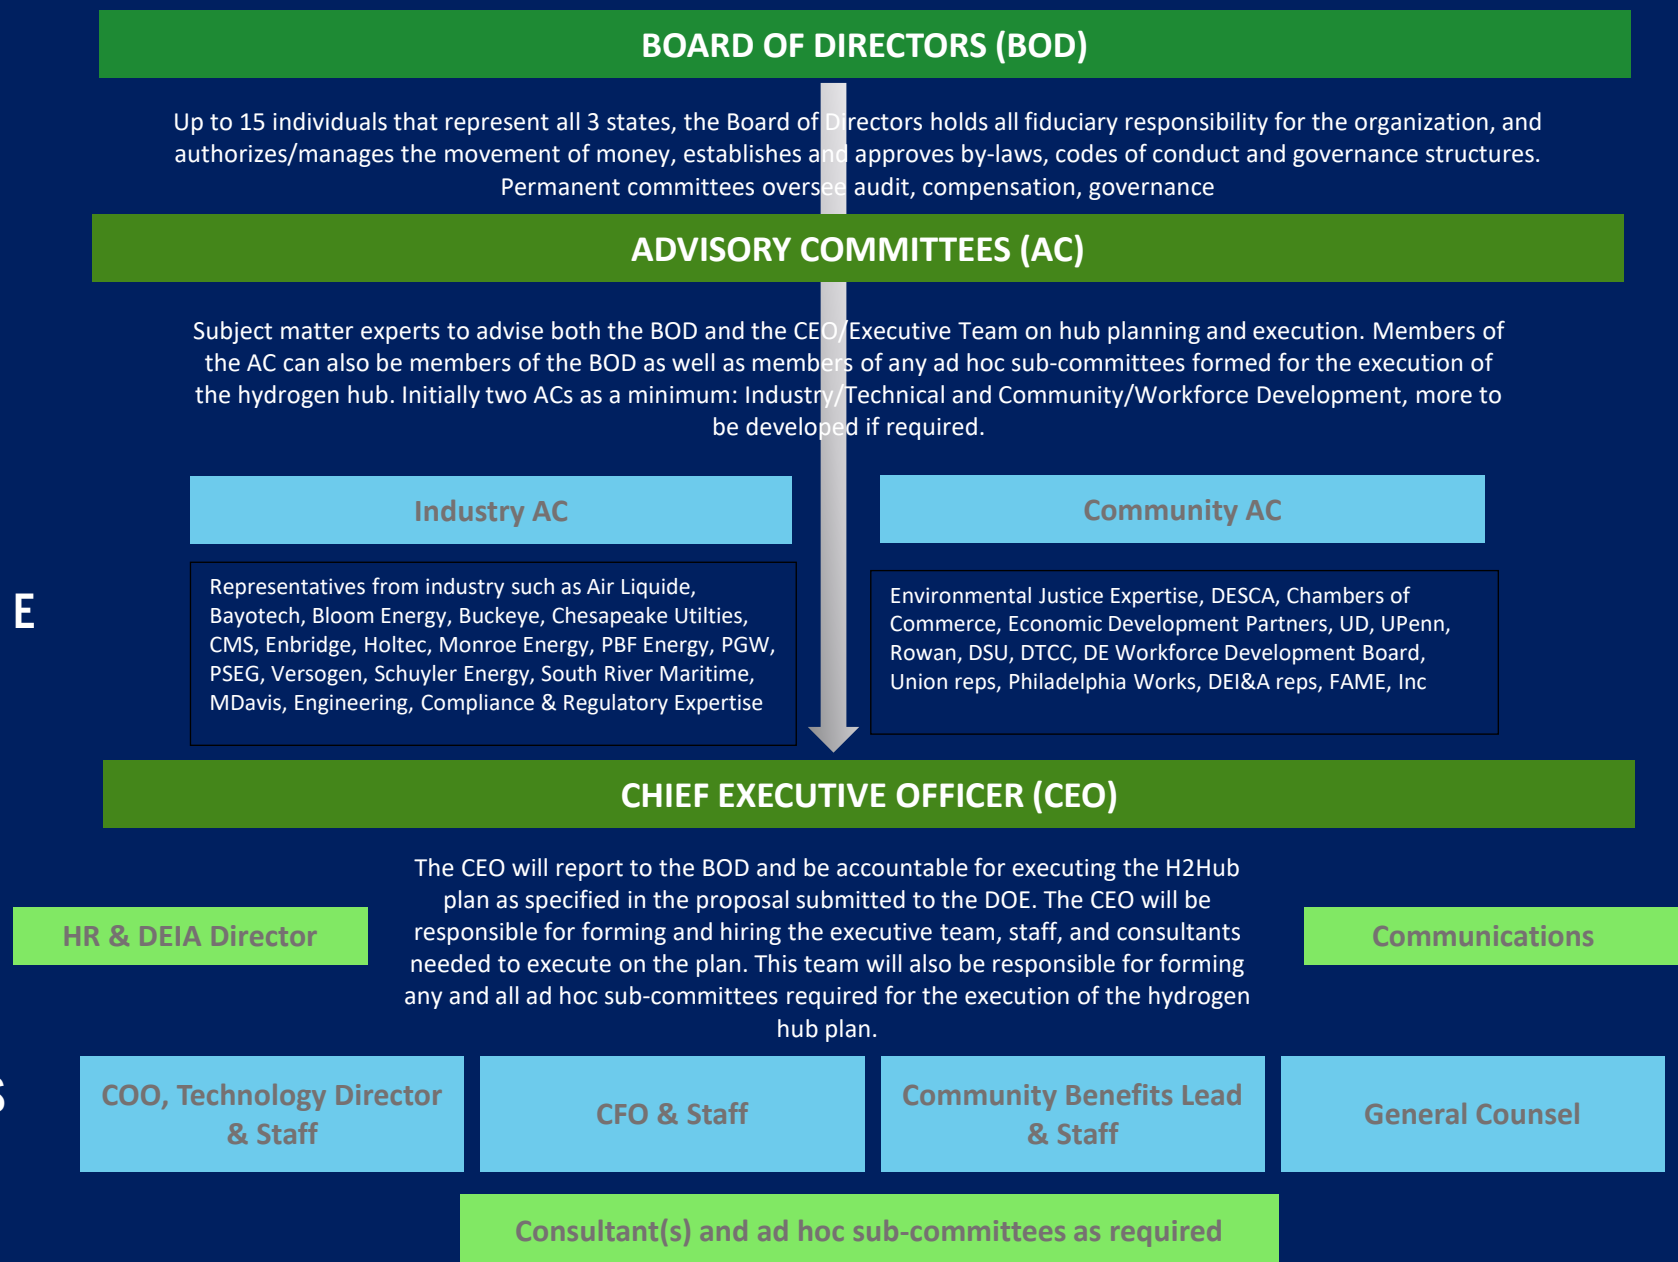 BOARD OF DIRECTORS (BOD)
Up to 15 individuals that represent all 3 states, the Board of Directors holds all fiduciary responsibility for the organization, and
authorizes/manages the movement of money, establishes and approves by-laws, codes of conduct and governance structures.
Permanent committees oversee audit, compensation, governance
ADVISORY COMMITTEES (AC)
Subject matter experts to advise both the BOD and the CEO/Executive Team on hub planning and execution. Members of
the AC can also be members of the BOD as well as members of any ad hoc sub-committees formed for the execution of
the hydrogen hub. Initially two ACs as a minimum: Industry/Technical and Community/Workforce Development, more to
be developed if required.
Industry AC
Representatives from industry such as Air Liquide,
Bayotech, Bloom Energy, Buckeye, Chesapeake Utilties,
CMS, Enbridge, Holtec, Monroe Energy, PBF Energy, PGW,
PSEG, Versogen, Schuyler Energy, South River Maritime,
MDavis, Engineering, Compliance & Regulatory Expertise
Community AC
Environmental Justice Expertise, DESCA, Chambers of
Commerce, Economic Development Partners, UD, UPenn,
Rowan, DSU, DTCC, DE Workforce Development Board,
Union reps, Philadelphia Works, DEI&A reps, FAME, Inc
E
CHIEF EXECUTIVE OFFICER (CEO)
The CEO will report to the BOD and be accountable for executing the H2Hub
plan as specified in the proposal submitted to the DOE. The CEO will be
responsible for forming and hiring the executive team, staff, and consultants
needed to execute on the plan. This team will also be responsible for forming
any and all ad hoc sub-committees required for the execution of the hydrogen
hub plan.
HR & DEIA Director
Communications
S
COO, Technology Director
& Staff
CFO & Staff
Community Benefits Lead
& Staff
General Counsel
Consultant(s) and ad hoc sub-committees as required